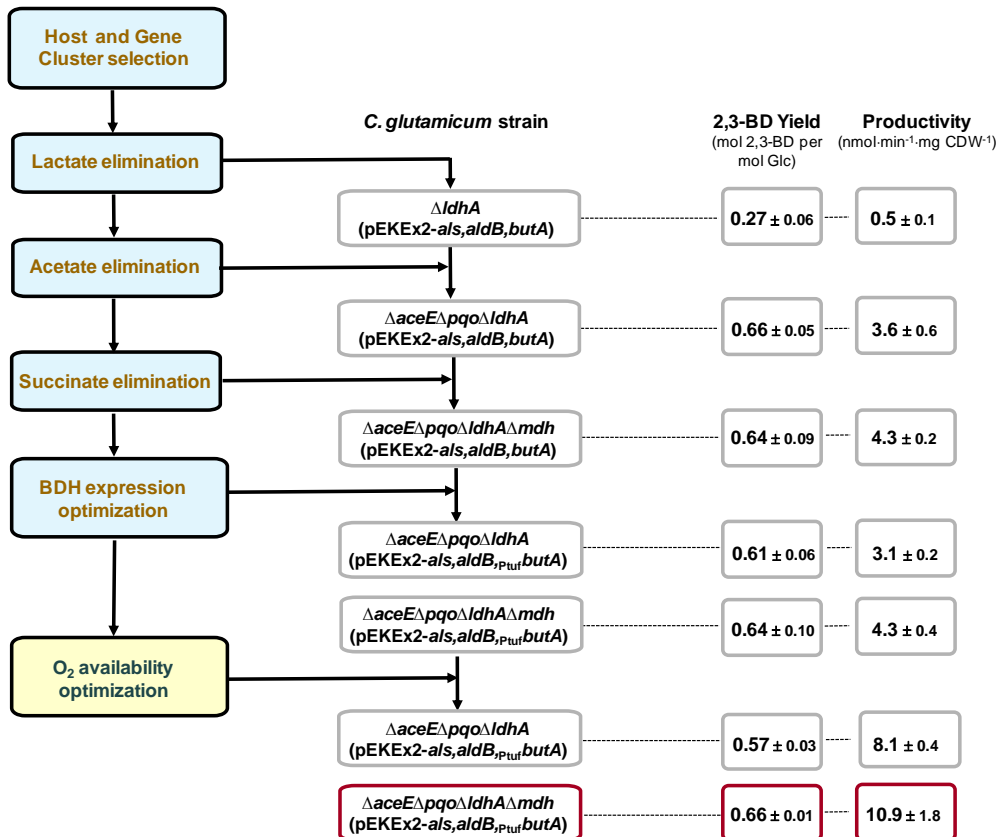 Host and Gene
Cluster selection
C. glutamicum strain
2,3-BD Yield
(mol 2,3-BD per
mol Glc)
Productivity
(nmol·min⁻¹·mg CDW⁻¹)
Lactate elimination
ΔldhA
(pEKEx2-als,aldB,butA)
0.27 ± 0.06
0.5 ± 0.1
Acetate elimination
ΔaceEΔpqoΔldhA
(pEKEx2-als,aldB,butA)
0.66 ± 0.05
3.6 ± 0.6
Succinate elimination
ΔaceEΔpqoΔldhAΔmdh
(pEKEx2-als,aldB,butA)
0.64 ± 0.09
4.3 ± 0.2
BDH expression
optimization
ΔaceEΔpqoΔldhA
(pEKEx2-als,aldB,PtufbutA)
0.61 ± 0.06
3.1 ± 0.2
ΔaceEΔpqoΔldhAΔmdh
(pEKEx2-als,aldB,PtufbutA)
0.64 ± 0.10
4.3 ± 0.4
O₂ availability
optimization
ΔaceEΔpqoΔldhA
(pEKEx2-als,aldB,PtufbutA)
0.57 ± 0.03
8.1 ± 0.4
ΔaceEΔpqoΔldhAΔmdh
(pEKEx2-als,aldB,PtufbutA)
0.66 ± 0.01
10.9 ± 1.8